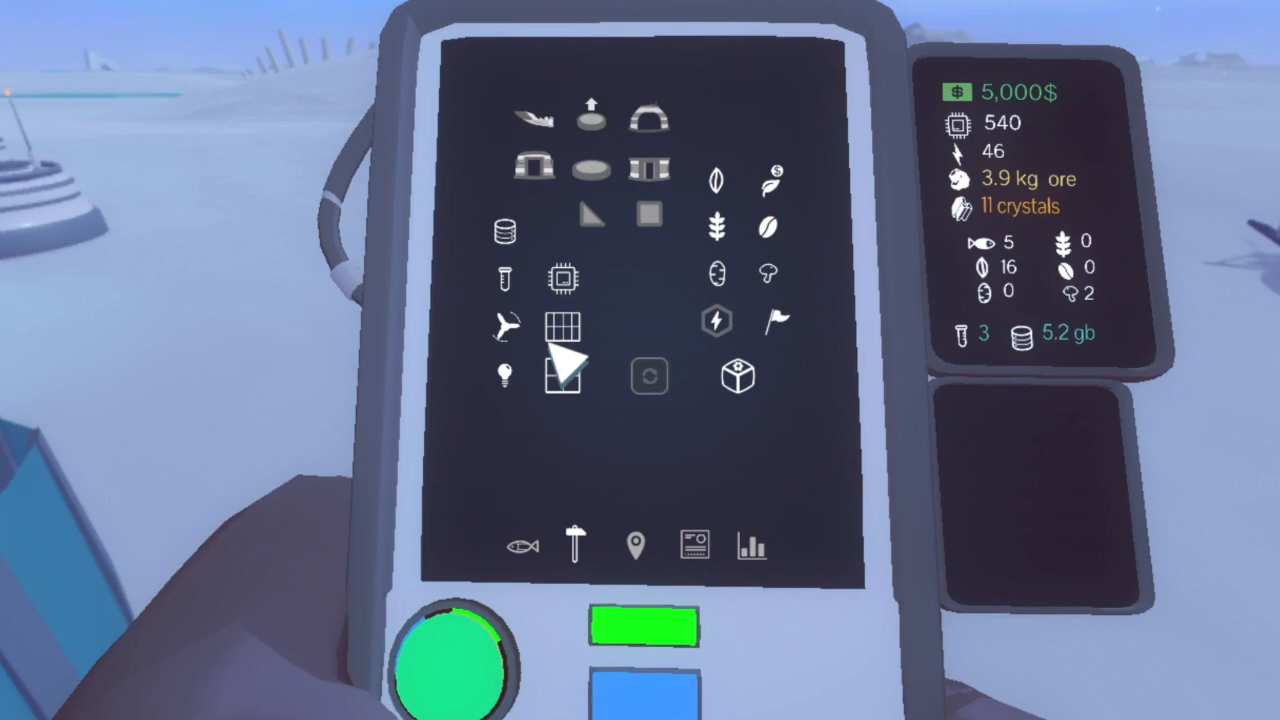 5,000$
540
46
3.9 kg ore
11 crystals
5 0
16 0
0 2
3 5.2 gb